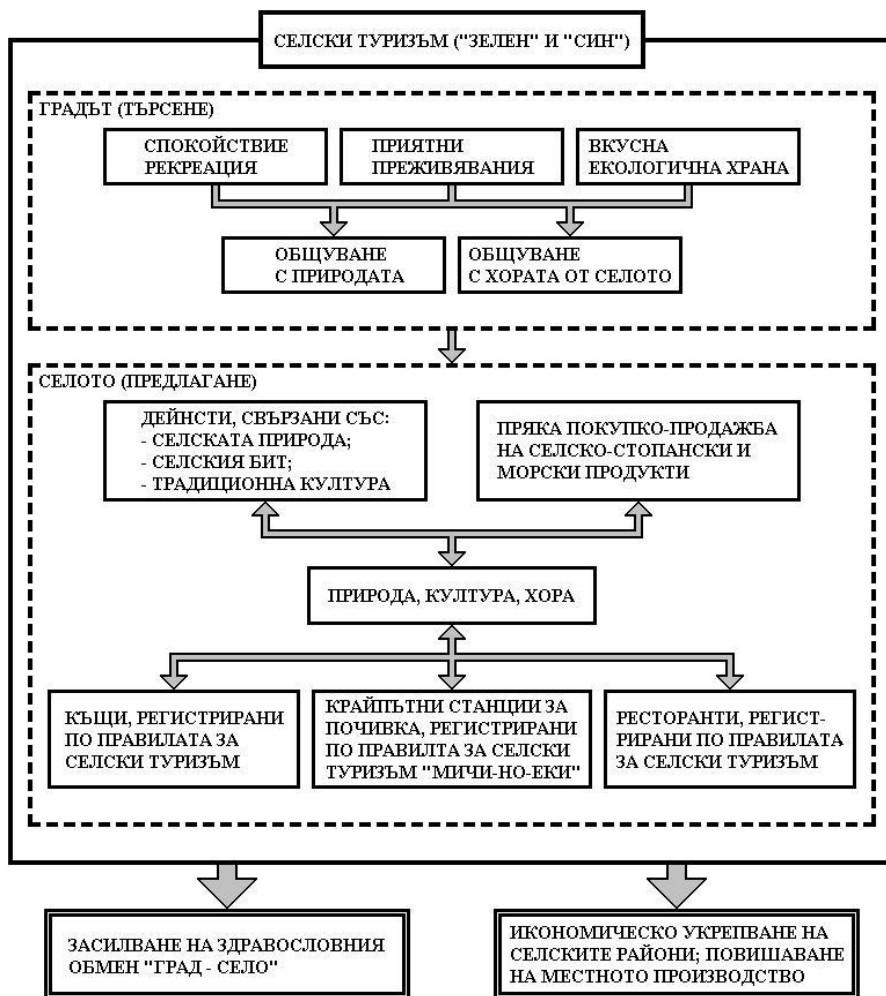 СЕЛСКИ ТУРИЗЪМ ("ЗЕЛЕН" И "СИН")
ГРАДЪТ (ТЪРСЕНЕ)
СПОКОЙСТВИЕ
РЕКРЕАЦИЯ
ПРИЯТНИ
ПРЕЖИВЯВАНИЯ
ВКУСНА
ЕКОЛОГИЧНА ХРАНА
ОБЩУВАНЕ
С ПРИРОДАТА
ОБЩУВАНЕ
С ХОРАТА ОТ СЕЛОТО
СЕЛОТО (ПРЕДЛАГАНЕ)
ДЕЙНСТИ, СВЪРЗАНИ СЪС:
- СЕЛСКАТА ПРИРОДА;
- СЕЛСКИЯ БИТ;
- ТРАДИЦИОННА КУЛТУРА
ПРЯКА ПОКУПКО-ПРОДАЖБА
НА СЕЛСКО-СТОПАНСКИ И
МОРСКИ ПРОДУКТИ
ПРИРОДА, КУЛТУРА, ХОРА
КЪЩИ, РЕГИСТРИРАНИ
ПО ПРАВИЛАТА ЗА
СЕЛСКИ ТУРИЗЪМ
КРАЙПЪТНИ СТАНЦИИ ЗА
ПОЧИВКА, РЕГИСТРИРАНИ
ПО ПРАВИЛТА ЗА СЕЛСКИ
ТУРИЗЪМ "МИЧИ-НО-ЕКИ"
РЕСТОРАНТИ, РЕГИСТ-
РИРАНИ ПО ПРАВИЛАТА
ЗА СЕЛСКИ ТУРИЗЪМ
ЗАСИЛВАНЕ НА ЗДРАВОСЛОВНИЯ
ОБМЕН "ГРАД - СЕЛО"
ИКОНОМИЧЕСКО УКРЕПВАНЕ НА
СЕЛСКИТЕ РАЙОНИ; ПОВИШАВАНЕ
НА МЕСТНОТО ПРОИЗВОДСТВО